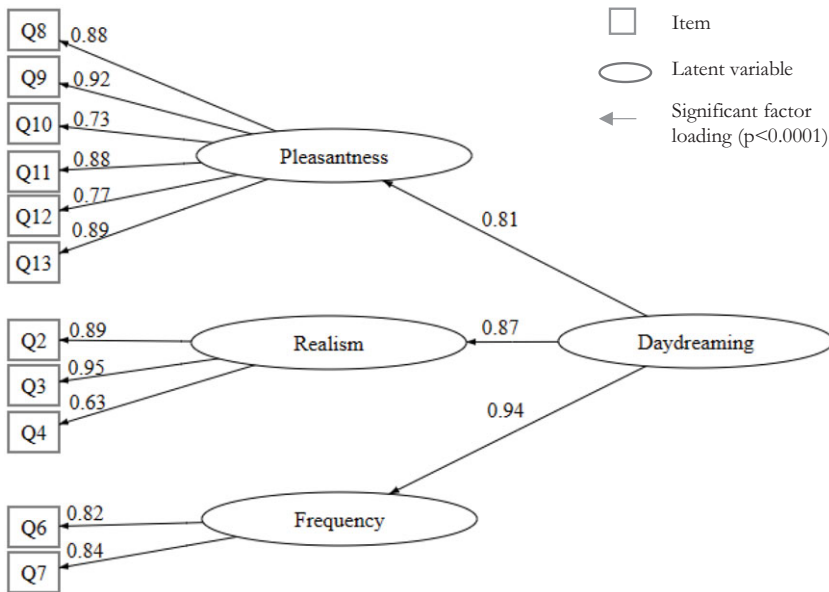 Q8
0.88
Q9
0.92
Q10
0.73
Q11
0.88
Q12
0.77
Q13
0.89
Pleasantness
0.81
Q2
0.89
Q3
0.95
Q4
0.63
Realism
0.87
Daydreaming
0.94
Q6
0.82
Q7
0.84
Frequency
Item
Latent variable
Significant factor
loading (p<0.0001)